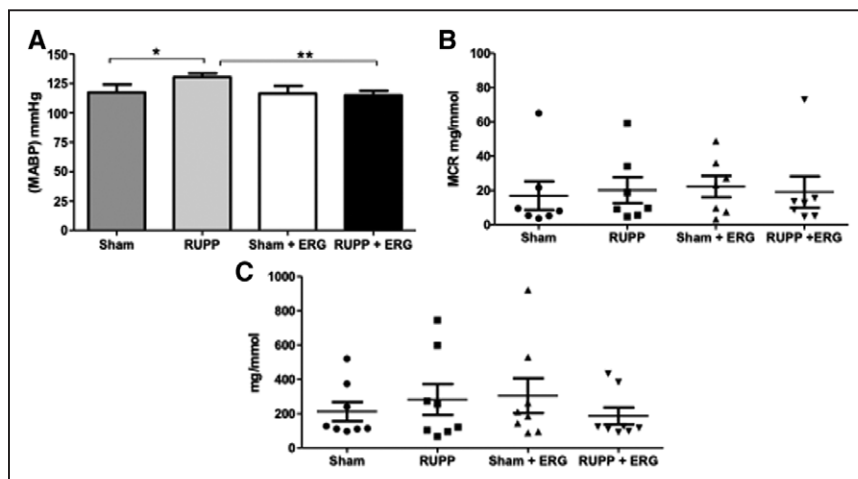 A
* **
(MABP) mmHg
150
125
100
75
50
25
0
Sham RUPP Sham + ERG RUPP + ERG
B
MCR mg/mmol
100
80
60
40
20
0
Sham RUPP Sham + ERG RUPP +ERG
C
mg/mmol
1000
800
600
400
200
0
Sham RUPP Sham + ERG RUPP + ERG